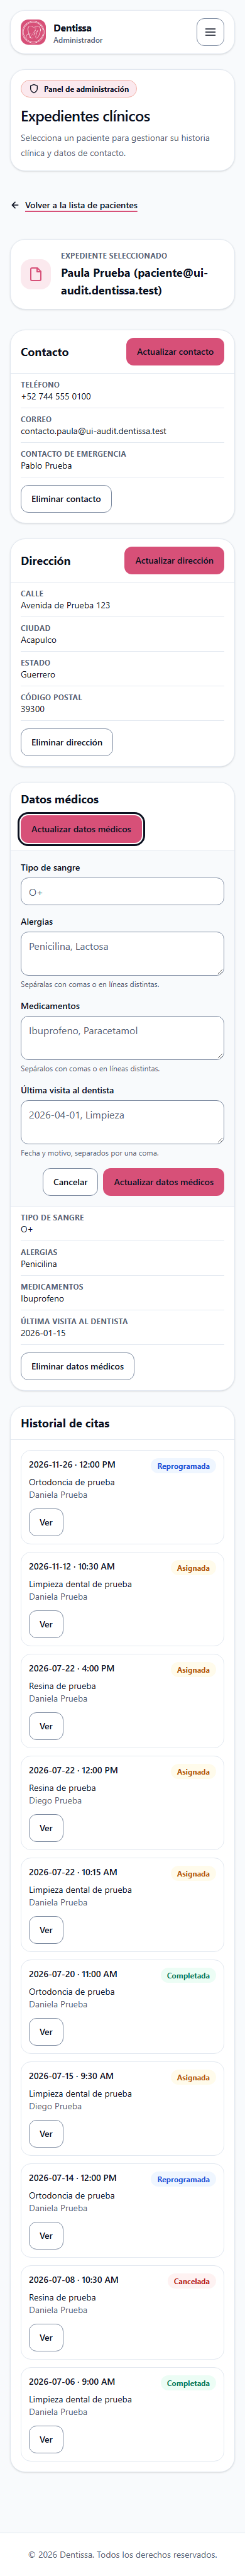 Dentissa
Administrador
Panel de administración
Expedientes clínicos
Selecciona un paciente para gestionar su historia
clínica y datos de contacto.
Volver a la lista de pacientes
EXPEDIENTE SELECCIONADO
Paula Prueba (paciente@ui-
audit.dentissa.test)
Contacto
Actualizar contacto
TELÉFONO
+52 744 555 0100
CORREO
contacto.paula@ui-audit.dentissa.test
CONTACTO DE EMERGENCIA
Pablo Prueba
Eliminar contacto
Dirección
Actualizar dirección
CALLE
Avenida de Prueba 123
CIUDAD
Acapulco
ESTADO
Guerrero
CÓDIGO POSTAL
39300
Eliminar dirección
Datos médicos
Actualizar datos médicos
Tipo de sangre
O+
Alergias
Penicilina, Lactosa
Sepáralas con comas o en líneas distintas.
Medicamentos
Ibuprofeno, Paracetamol
Sepáralos con comas o en líneas distintas.
Última visita al dentista
2026-04-01, Limpieza
Fecha y motivo, separados por una coma.
Cancelar
Actualizar datos médicos
TIPO DE SANGRE
O+
ALERGIAS
Penicilina
MEDICAMENTOS
Ibuprofeno
ÚLTIMA VISITA AL DENTISTA
2026-01-15
Eliminar datos médicos
Historial de citas
2026-11-26 · 12:00 PM
Reprogramada
Ortodoncia de prueba
Daniela Prueba
Ver
2026-11-12 · 10:30 AM
Asignada
Limpieza dental de prueba
Daniela Prueba
Ver
2026-07-22 · 4:00 PM
Asignada
Resina de prueba
Daniela Prueba
Ver
2026-07-22 · 12:00 PM
Asignada
Resina de prueba
Diego Prueba
Ver
2026-07-22 · 10:15 AM
Asignada
Limpieza dental de prueba
Daniela Prueba
Ver
2026-07-20 · 11:00 AM
Completada
Ortodoncia de prueba
Daniela Prueba
Ver
2026-07-15 · 9:30 AM
Asignada
Limpieza dental de prueba
Diego Prueba
Ver
2026-07-14 · 12:00 PM
Reprogramada
Ortodoncia de prueba
Daniela Prueba
Ver
2026-07-08 · 10:30 AM
Cancelada
Resina de prueba
Daniela Prueba
Ver
2026-07-06 · 9:00 AM
Completada
Limpieza dental de prueba
Daniela Prueba
Ver
© 2026 Dentissa. Todos los derechos reservados.